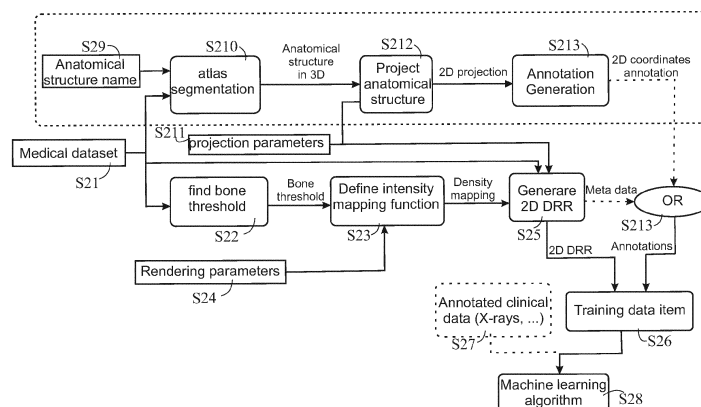 S29
Anatomical
structure name
S210
atlas
segmentation
Anatomical
structure
in 3D
S212
Project
anatomical
structure
2D projection
S213
Annotation
Generation
2D coordinates
annotation
S211
projection parameters
Medical dataset
S21
find bone
threshold
S22
Bone
threshold
Define intensity
mapping function
S23
Density
mapping
Generare
2D DRR
S25
Meta data
OR
S213
Rendering parameters
S24
2D DRR
Annotations
Annotated clinical
data (X-rays, ...)
S27
Training data item
S26
Machine learning
algorithm
S28